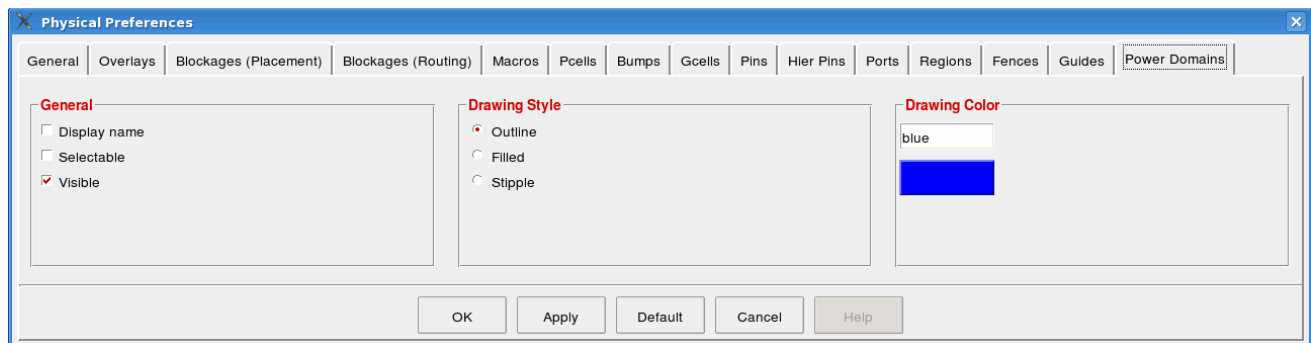 Physical Preferences
General Overlays Blockages (Placement) Blockages (Routing) Macros Pcells Bumps Gcells Pins Hier Pins Ports Regions Fences Guides Power Domains
General
Display name
Selectable
Visible
Drawing Style
Outline
Filled
Stipple
Drawing Color
blue
OK Apply Default Cancel Help